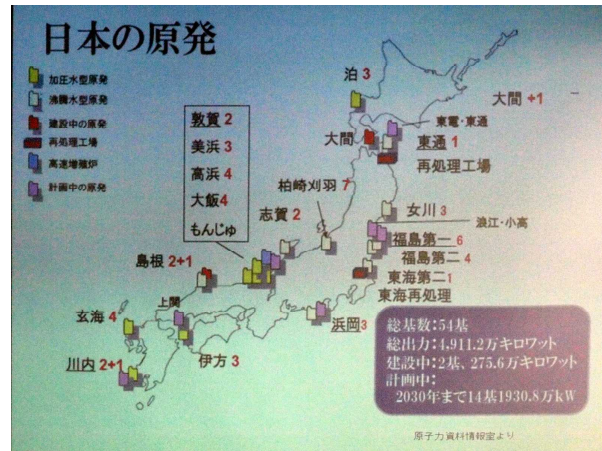 日本の原発
加圧水型原発
沸騰水型原発
建設中の原発
再処理工場
高速増殖炉
計画中の原発
敦賀 2
美浜 3
高浜 4
大飯4
もんじゅ
泊 3
大間 +1
東電・東通
大間
東通 1
再処理工場
柏崎刈羽 7
志賀 2
女川 3
浪江・小高
福島第一 6
福島第二 4
東海第二1
東海再処理
島根 2+1
上関
玄海 4
川内 2+1
伊方 3
浜岡3
総基数:54基
総出力:4,911.2万キロワット
建設中:2基、275.6万キロワット
計画中:
2030年まで14基1930.8万kW
原子力資料情報室より